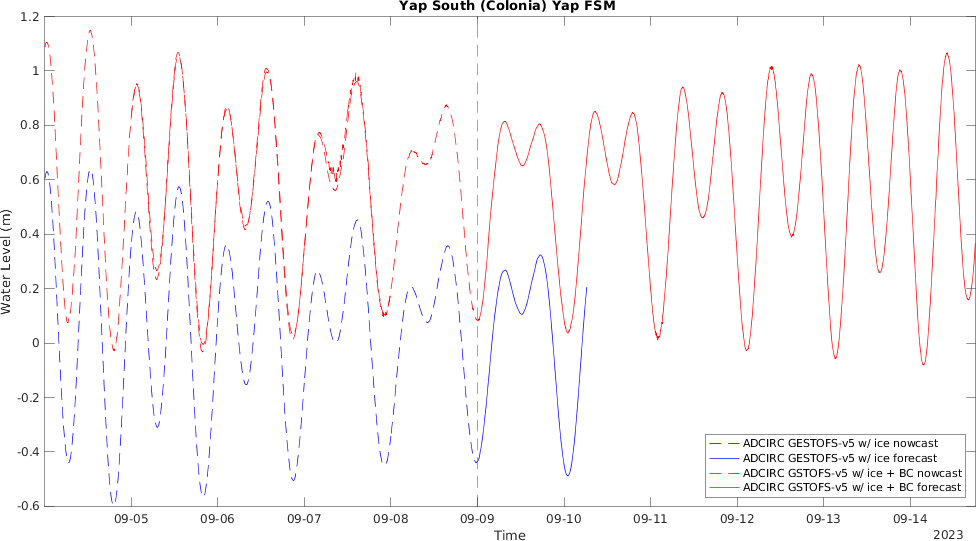 Yap South (Colonia) Yap FSM
Water Level (m)
1.2
1
0.8
0.6
0.4
0.2
0
-0.2
-0.4
-0.6
ADCIRC GESTOFS-v5 w/ ice nowcast
ADCIRC GESTOFS-v5 w/ ice forecast
ADCIRC GSTOFS-v5 w/ ice + BC nowcast
ADCIRC GSTOFS-v5 w/ ice + BC forecast
09-05 09-06 09-07 09-08 09-09 09-10 09-11 09-12 09-13 09-14
Time
2023